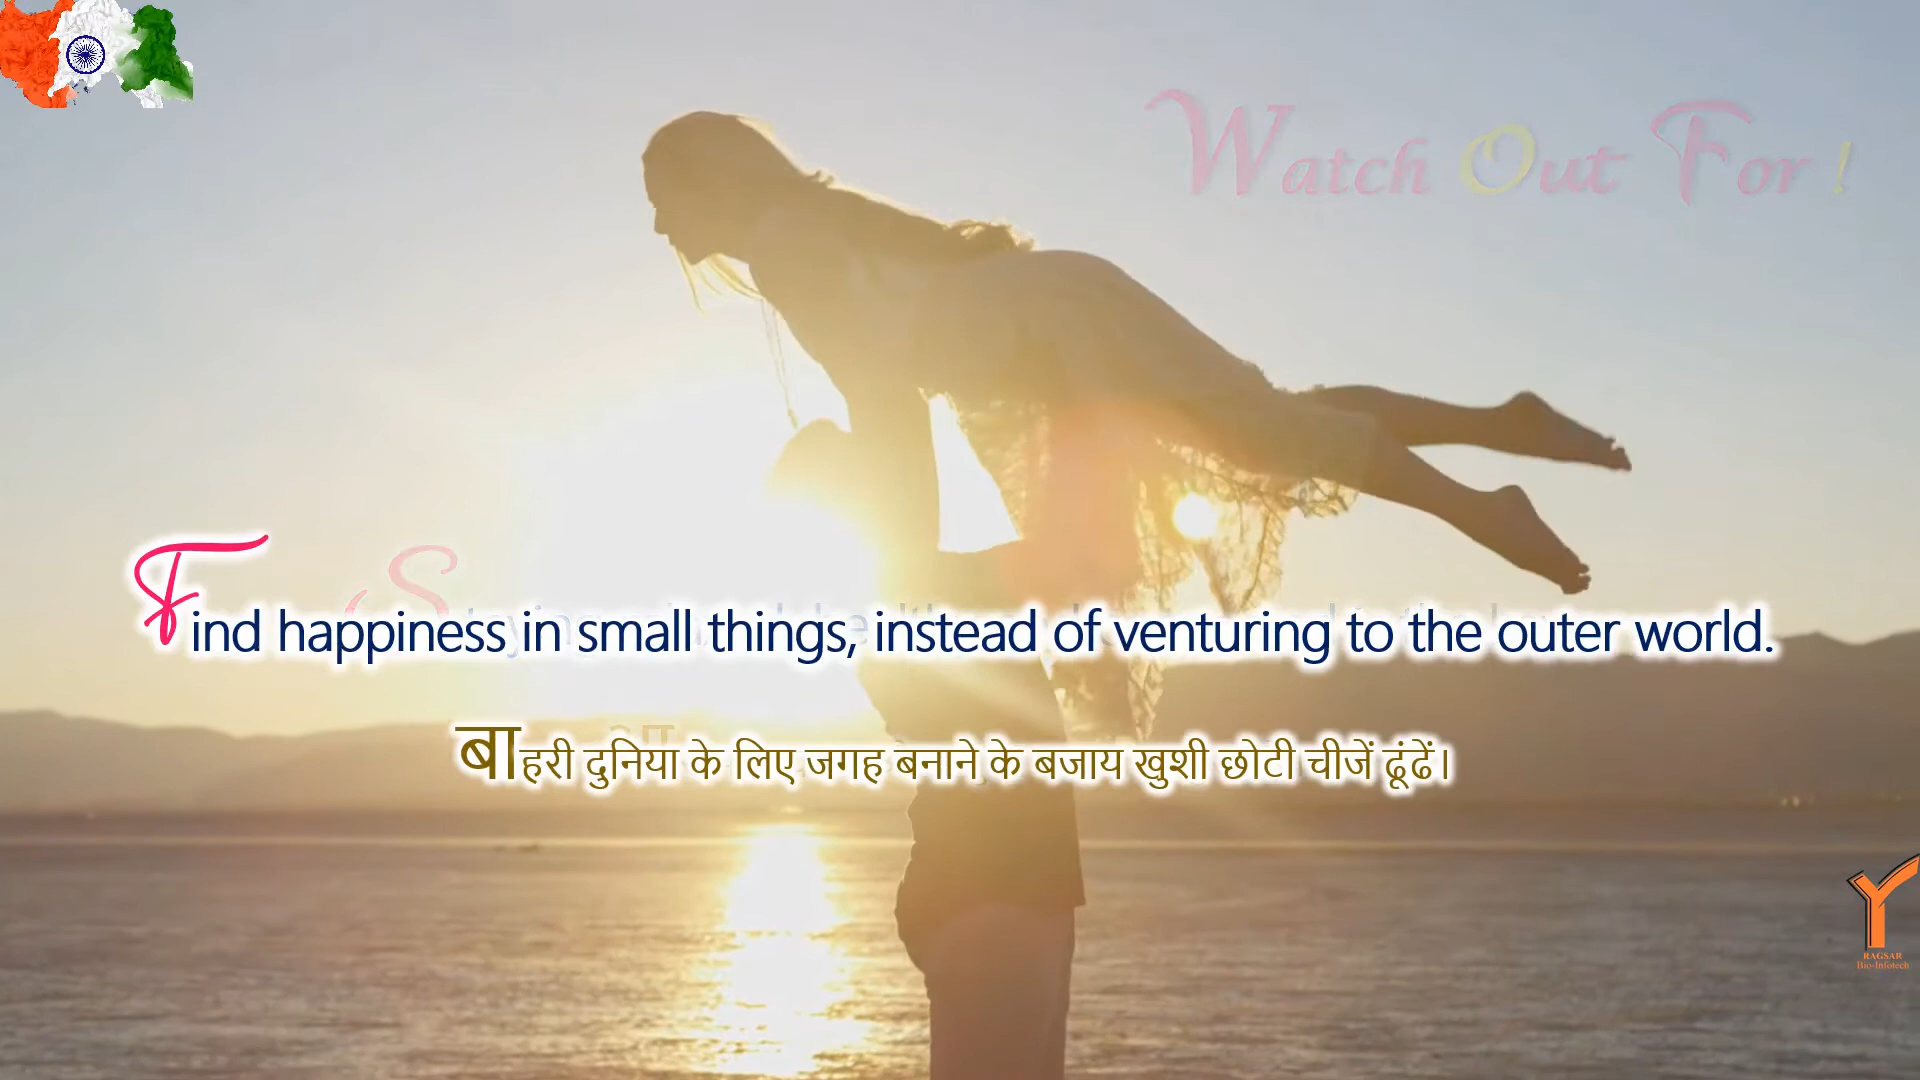 Watch Out For !
Find happiness in small things, instead of venturing to the outer world.
बाहरी दुनिया के लिए जगह बनाने के बजाय खुशी छोटी चीजें ढूंढें।
RAGSAR
Bio-Infotech